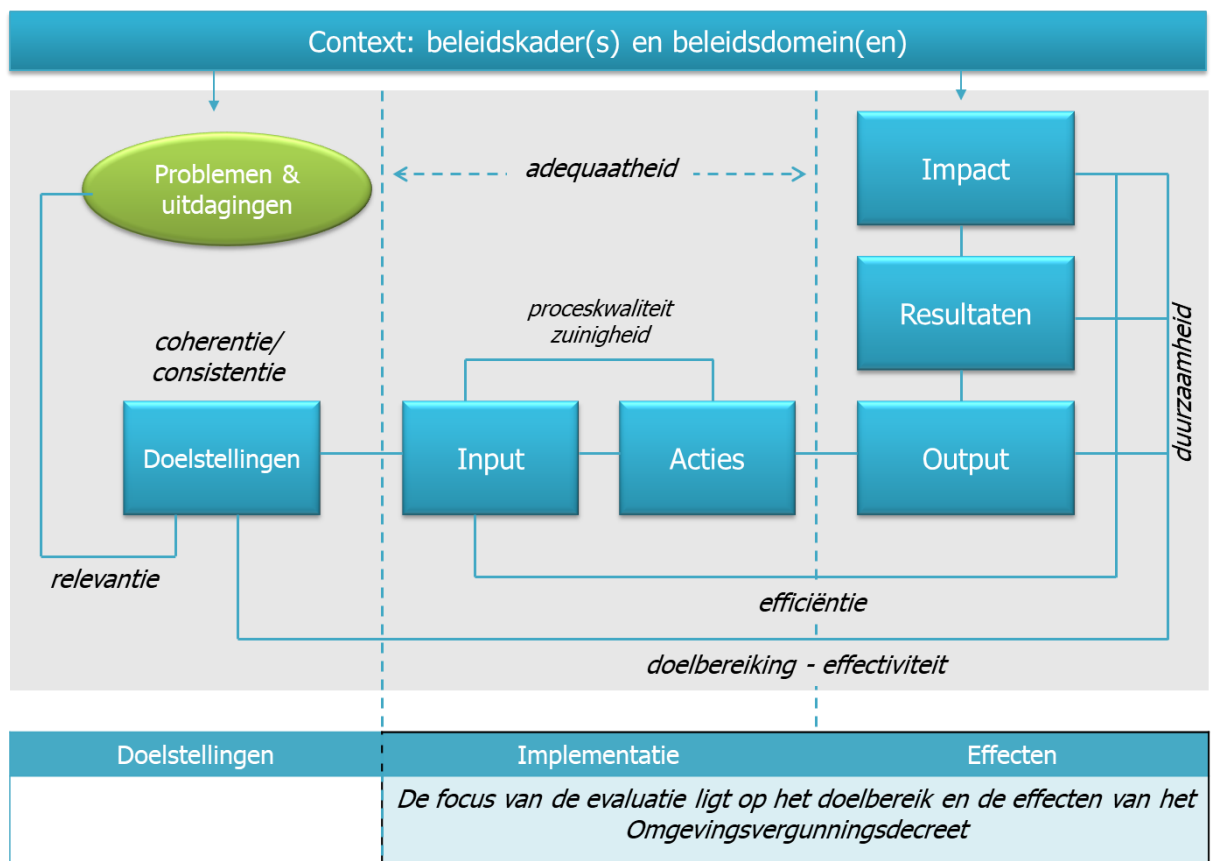 Context: beleidskader(s) en beleidsdomein(en)
Problemen &
uitdagingen
adequaatheid
Impact
Resultaten
duurzaamheid
proceskwaliteit
zuinigheid
coherentie/
consistentie
Doelstellingen
Input
Acties
Output
relevantie
efficiëntie
doelbereiking - effectiviteit
Doelstellingen
Implementatie
Effecten
De focus van de evaluatie ligt op het doelbereik en de effecten van het
Omgevingsvergunningsdecreet